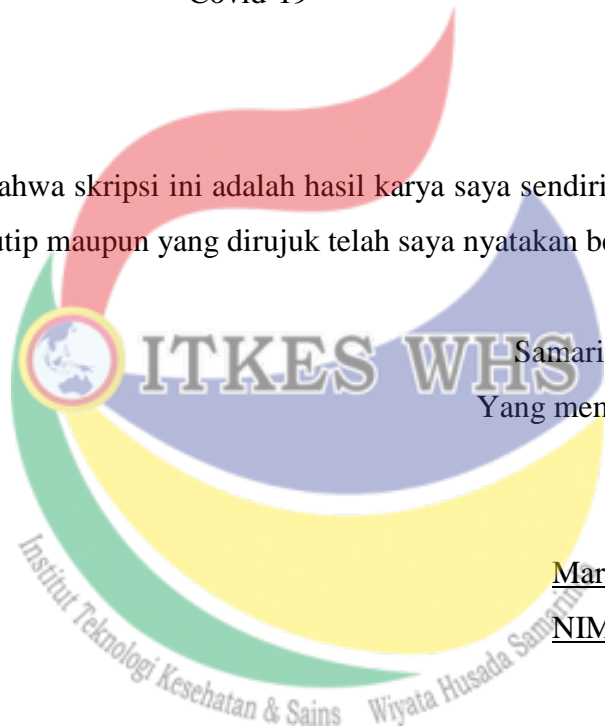 Covid-19
ahwa skripsi ini adalah hasil karya saya sendiri
utip maupun yang dirujuk telah saya nyatakan be
ITKES WHS
Samari
Yang men
Mar
NIM
Institut Teknologi Kesehatan & Sains Wiyata Husada Samarinda